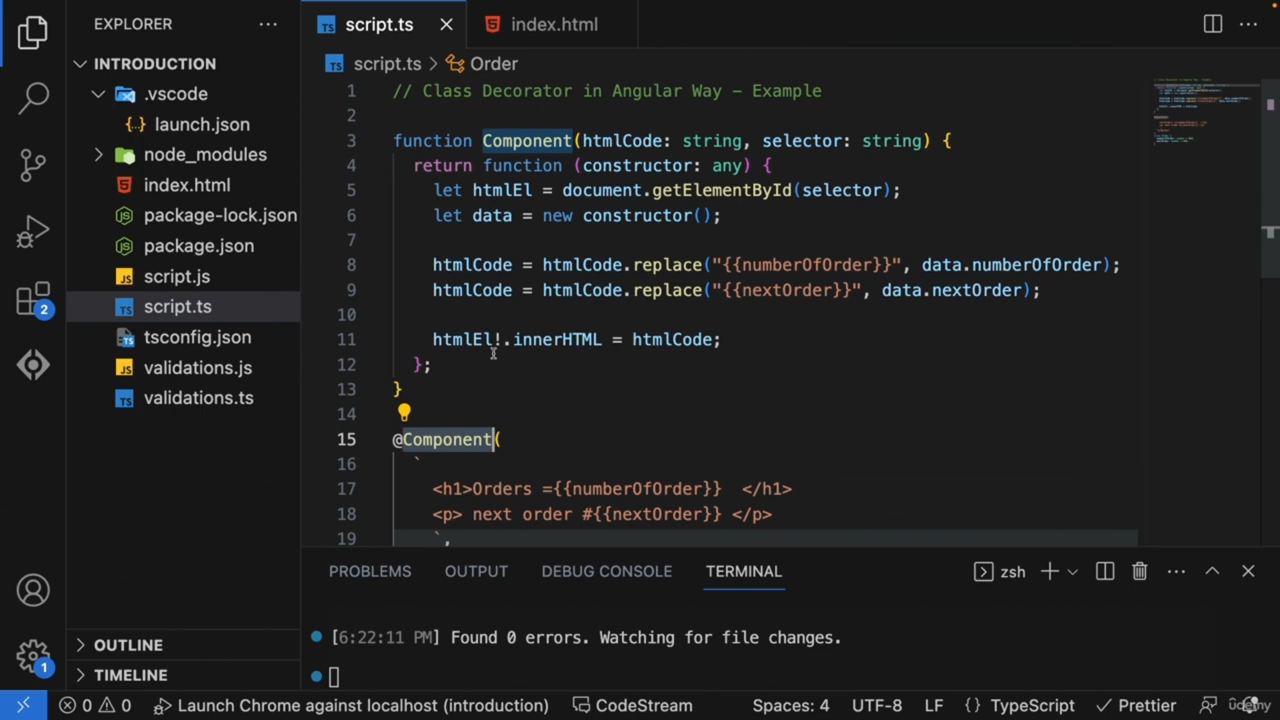 EXPLORER
script.ts
index.html
INTRODUCTION
script.ts > Order
.vscode
launch.json
node_modules
index.html
package-lock.json
package.json
script.js
script.ts
tsconfig.json
validations.js
validations.ts
OUTLINE
TIMELINE
2
1
1 // Class Decorator in Angular Way – Example
2
3 function Component(htmlCode: string, selector: string) {
4 return function (constructor: any) {
5 let htmlEl = document.getElementById(selector);
6 let data = new constructor();
7
8 htmlCode = htmlCode.replace("{{numberOfOrder}}", data.numberOfOrder);
9 htmlCode = htmlCode.replace("{{nextOrder}}", data.nextOrder);
10
11 htmlEl!.innerHTML = htmlCode;
12 };
13 }
14
15 @Component(
16 `
17 <h1>Orders ={{numberOfOrder}}  </h1>
18 <p> next order #{{nextOrder}} </p>
19 `,
PROBLEMS OUTPUT DEBUG CONSOLE TERMINAL
zsh
[6:22:11 PM] Found 0 errors. Watching for file changes.
0 0 Launch Chrome against localhost (introduction) CodeStream Spaces: 4 UTF-8 LF {} TypeScript Prettier
udemy